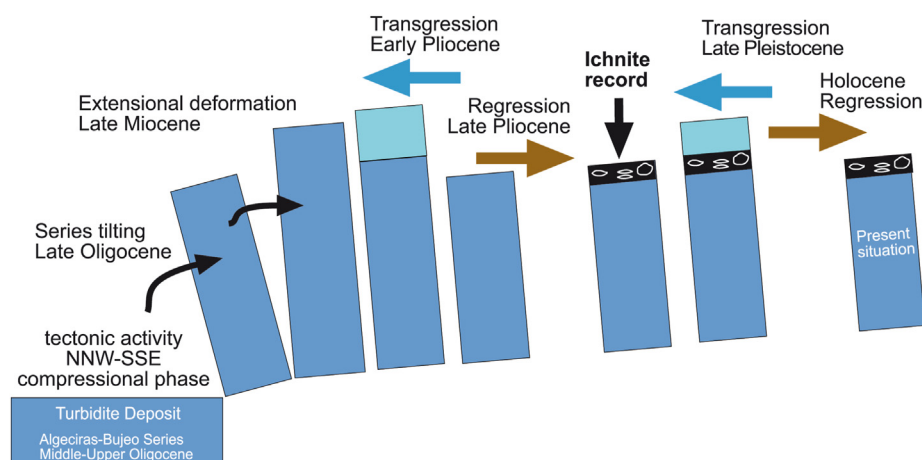 Transgression
Early Pliocene
Extensional deformation
Late Miocene
Series tilting
Late Oligocene
tectonic activity
NNW-SSE
compressional phase
Turbidite Deposit
Algeciras-Bujeo Series
Middle-Upper Oligocene
Regression
Late Pliocene
Ichnite
record
Transgression
Late Pleistocene
Holocene
Regression
Present
situation